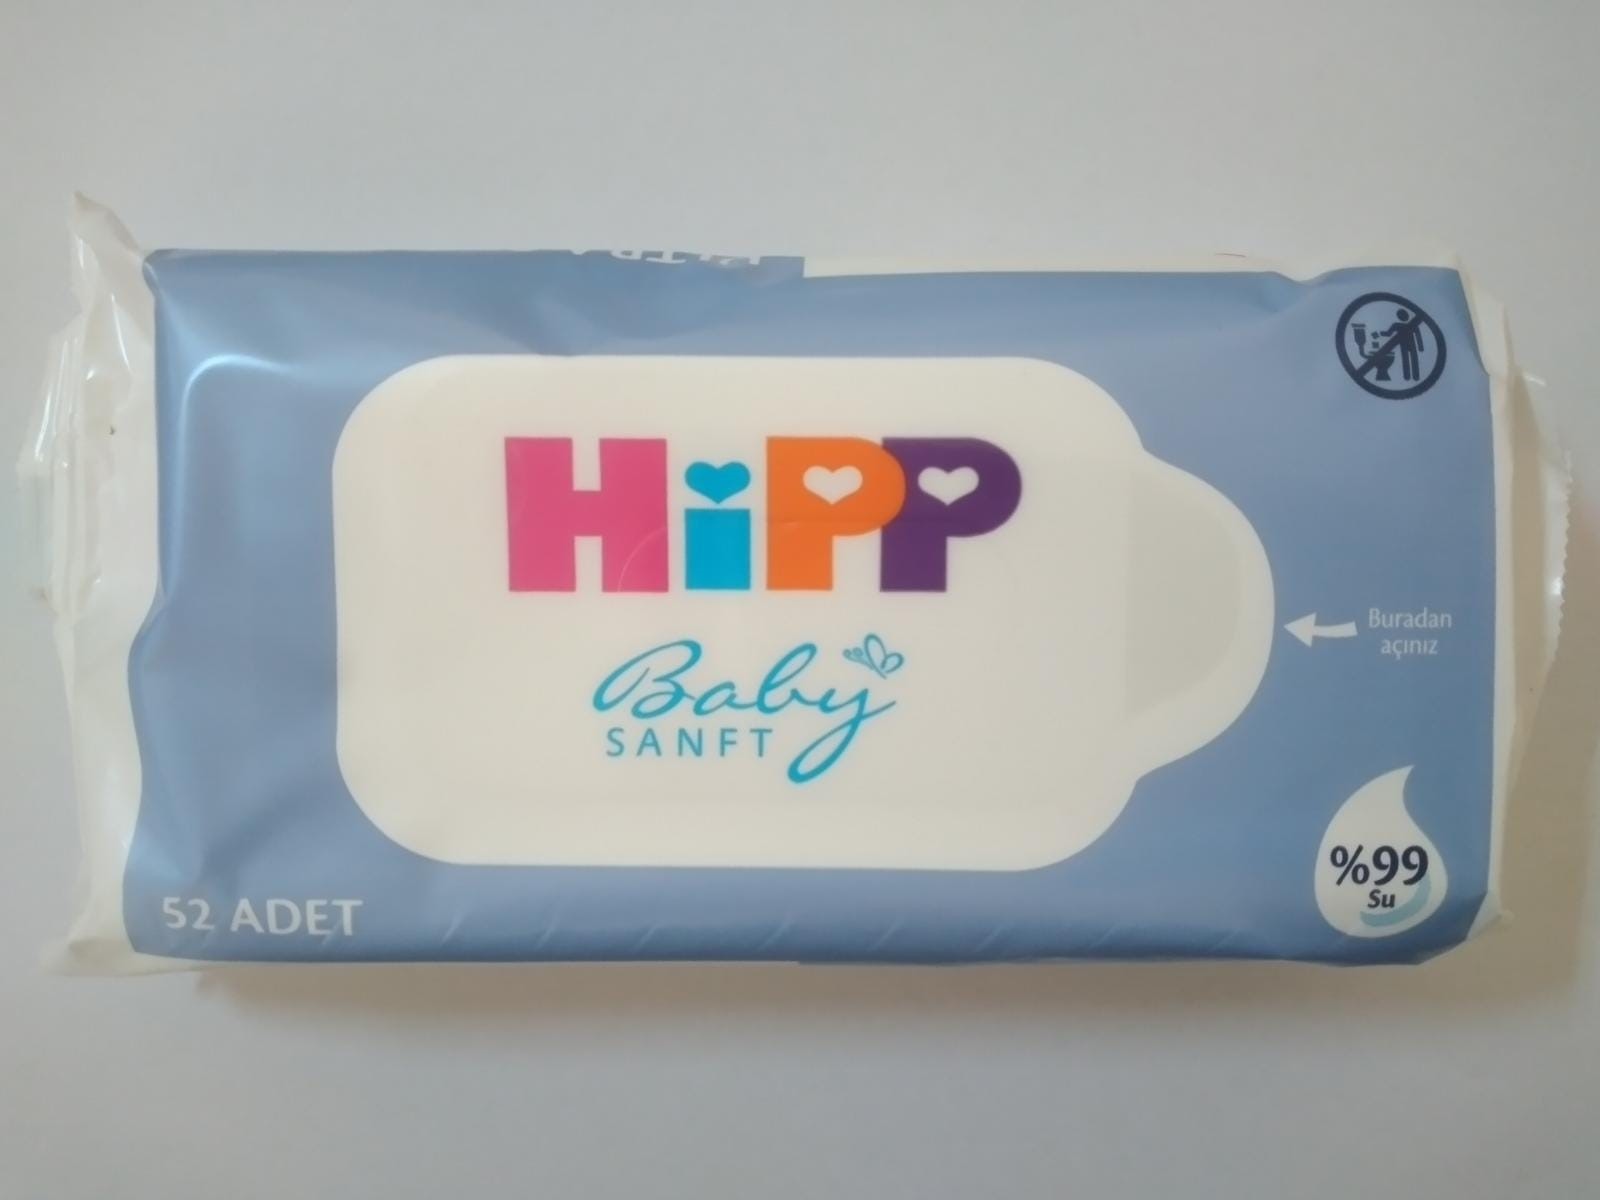 HiPP
Baby
SANFT
Buradan
açınız
%99
Su
52 ADET